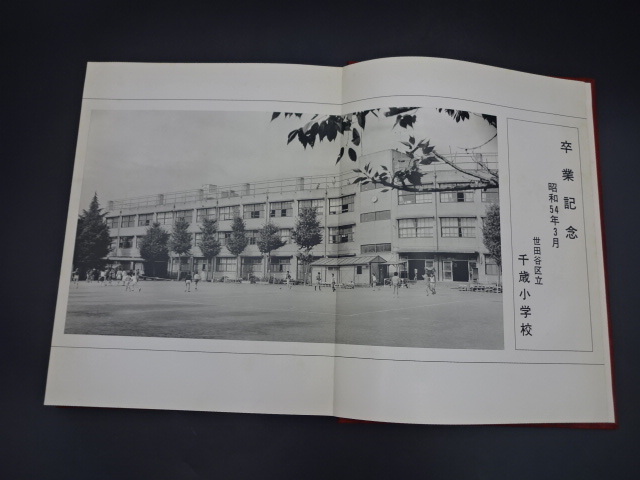 卒業記念
昭和54年3月
世田谷区立
千歳小学校